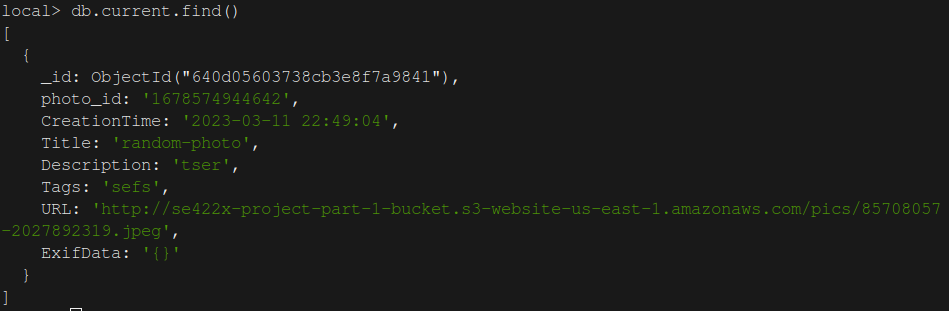 local> db.current.find()
[
  {
    _id: ObjectId("640d05603738cb3e8f7a9841"),
    photo_id: '1678574944642',
    CreationTime: '2023-03-11 22:49:04',
    Title: 'random-photo',
    Description: 'tser',
    Tags: 'sefs',
    URL: 'http://se422x-project-part-1-bucket.s3-website-us-east-1.amazonaws.com/pics/85708057
-2027892319.jpeg',
    ExifData: '{}'
  }
]